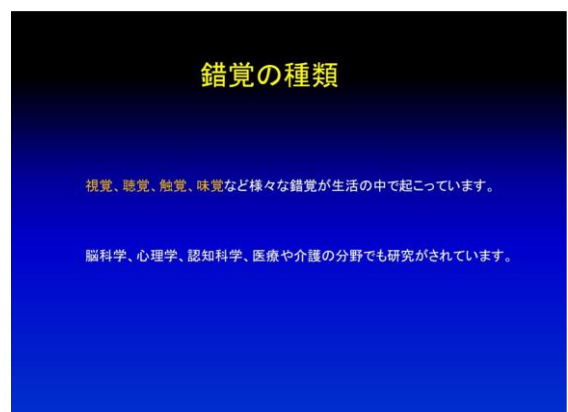 錯覚の種類
視覚、聴覚、触覚、味覚など様々な錯覚が生活の中で起こっています。
脳科学、心理学、認知科学、医療や介護の分野でも研究がされています。